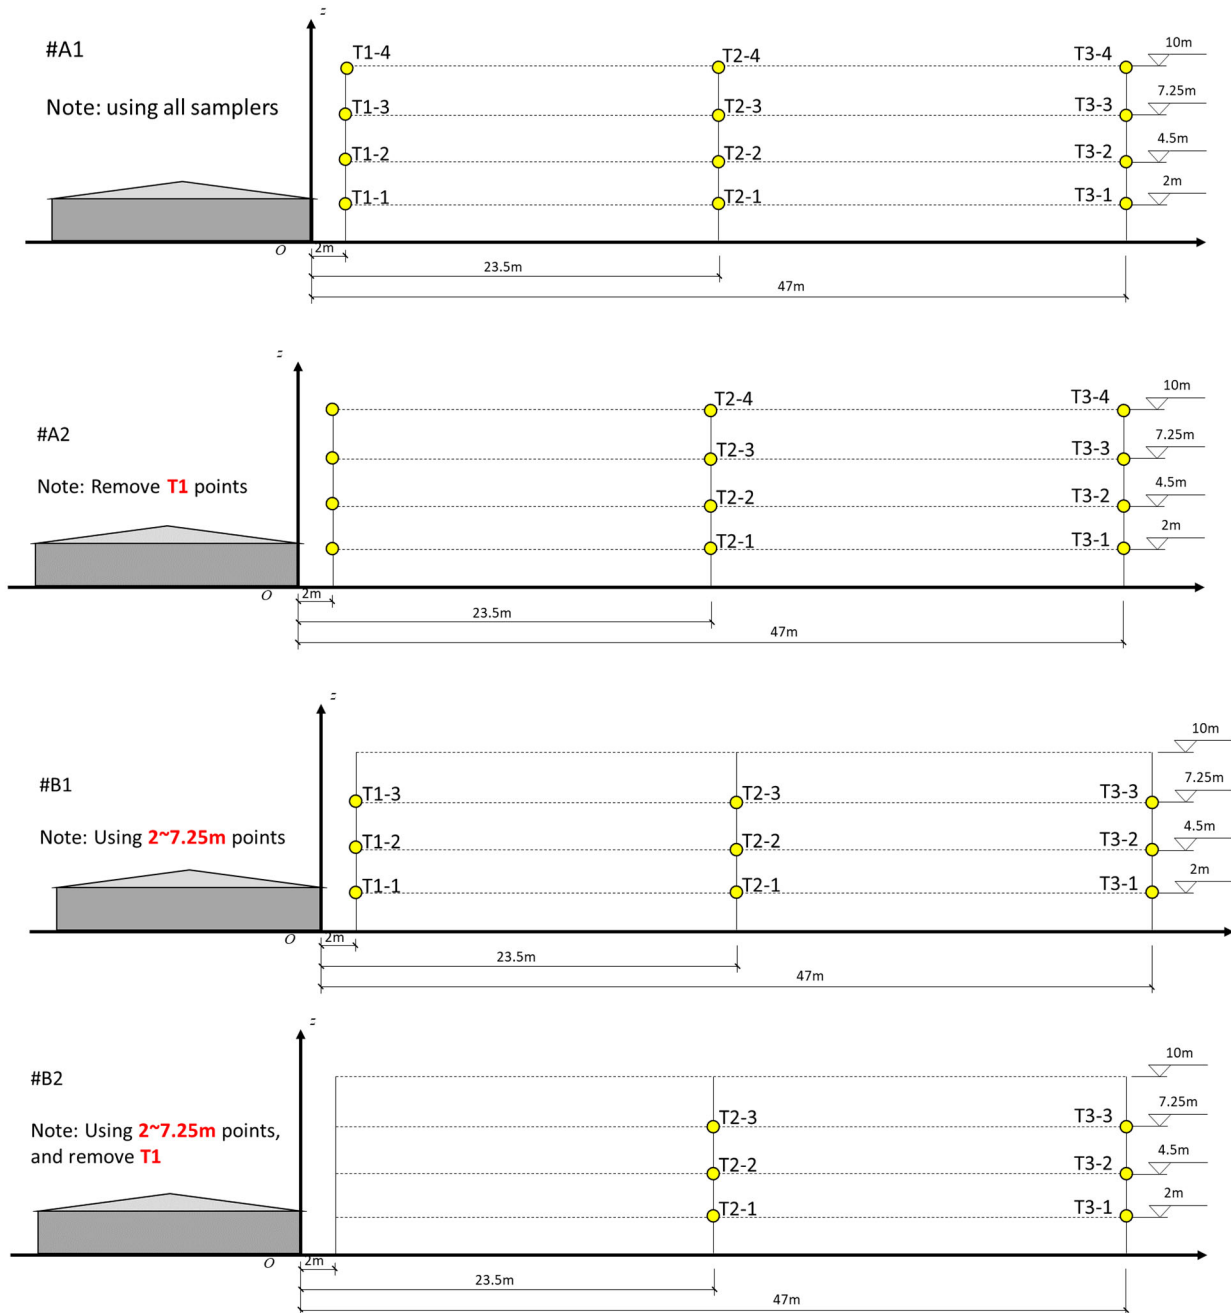 z
#A1
Note: using all samplers
T1-4
T2-4
T3-4
10m
T1-3
T2-3
T3-3
7.25m
T1-2
T2-2
T3-2
4.5m
T1-1
T2-1
T3-1
2m
O
2m
23.5m
47m
z
#A2
Note: Remove T1 points
T2-4
T3-4
10m
T2-3
T3-3
7.25m
T2-2
T3-2
4.5m
T2-1
T3-1
2m
O
2m
23.5m
47m
z
#B1
Note: Using 2~7.25m points
10m
T1-3
T2-3
T3-3
7.25m
T1-2
T2-2
T3-2
4.5m
T1-1
T2-1
T3-1
2m
O
2m
23.5m
47m
z
#B2
Note: Using 2~7.25m points,
and remove T1
10m
T2-3
T3-3
7.25m
T2-2
T3-2
4.5m
T2-1
T3-1
2m
O
2m
23.5m
47m